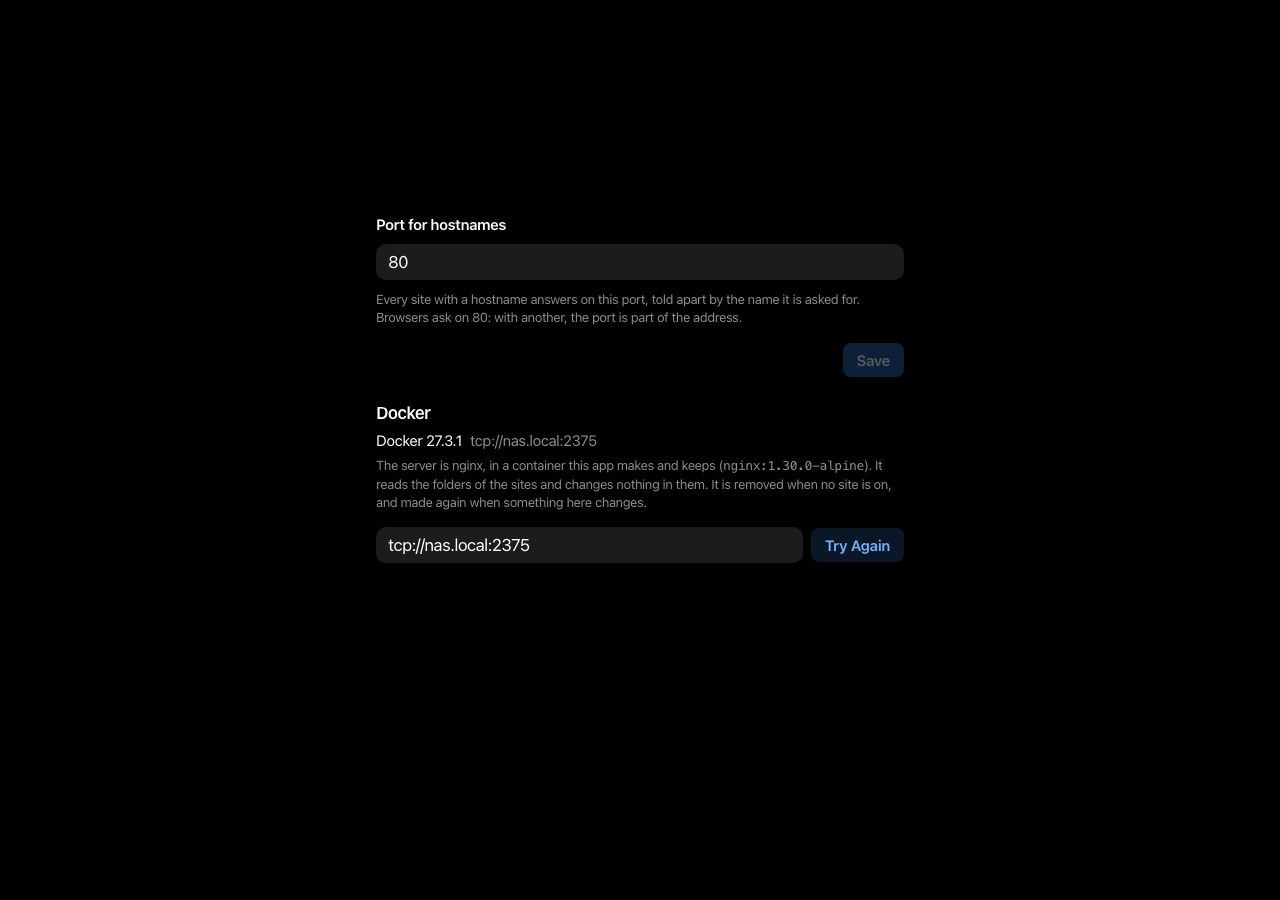 Port for hostnames
80
Every site with a hostname answers on this port, told apart by the name it is asked for.
Browsers ask on 80: with another, the port is part of the address.
Save
Docker
Docker 27.3.1 tcp://nas.local:2375
The server is nginx, in a container this app makes and keeps (nginx:1.30.0-alpine). It
reads the folders of the sites and changes nothing in them. It is removed when no site is on,
and made again when something here changes.
tcp://nas.local:2375
Try Again